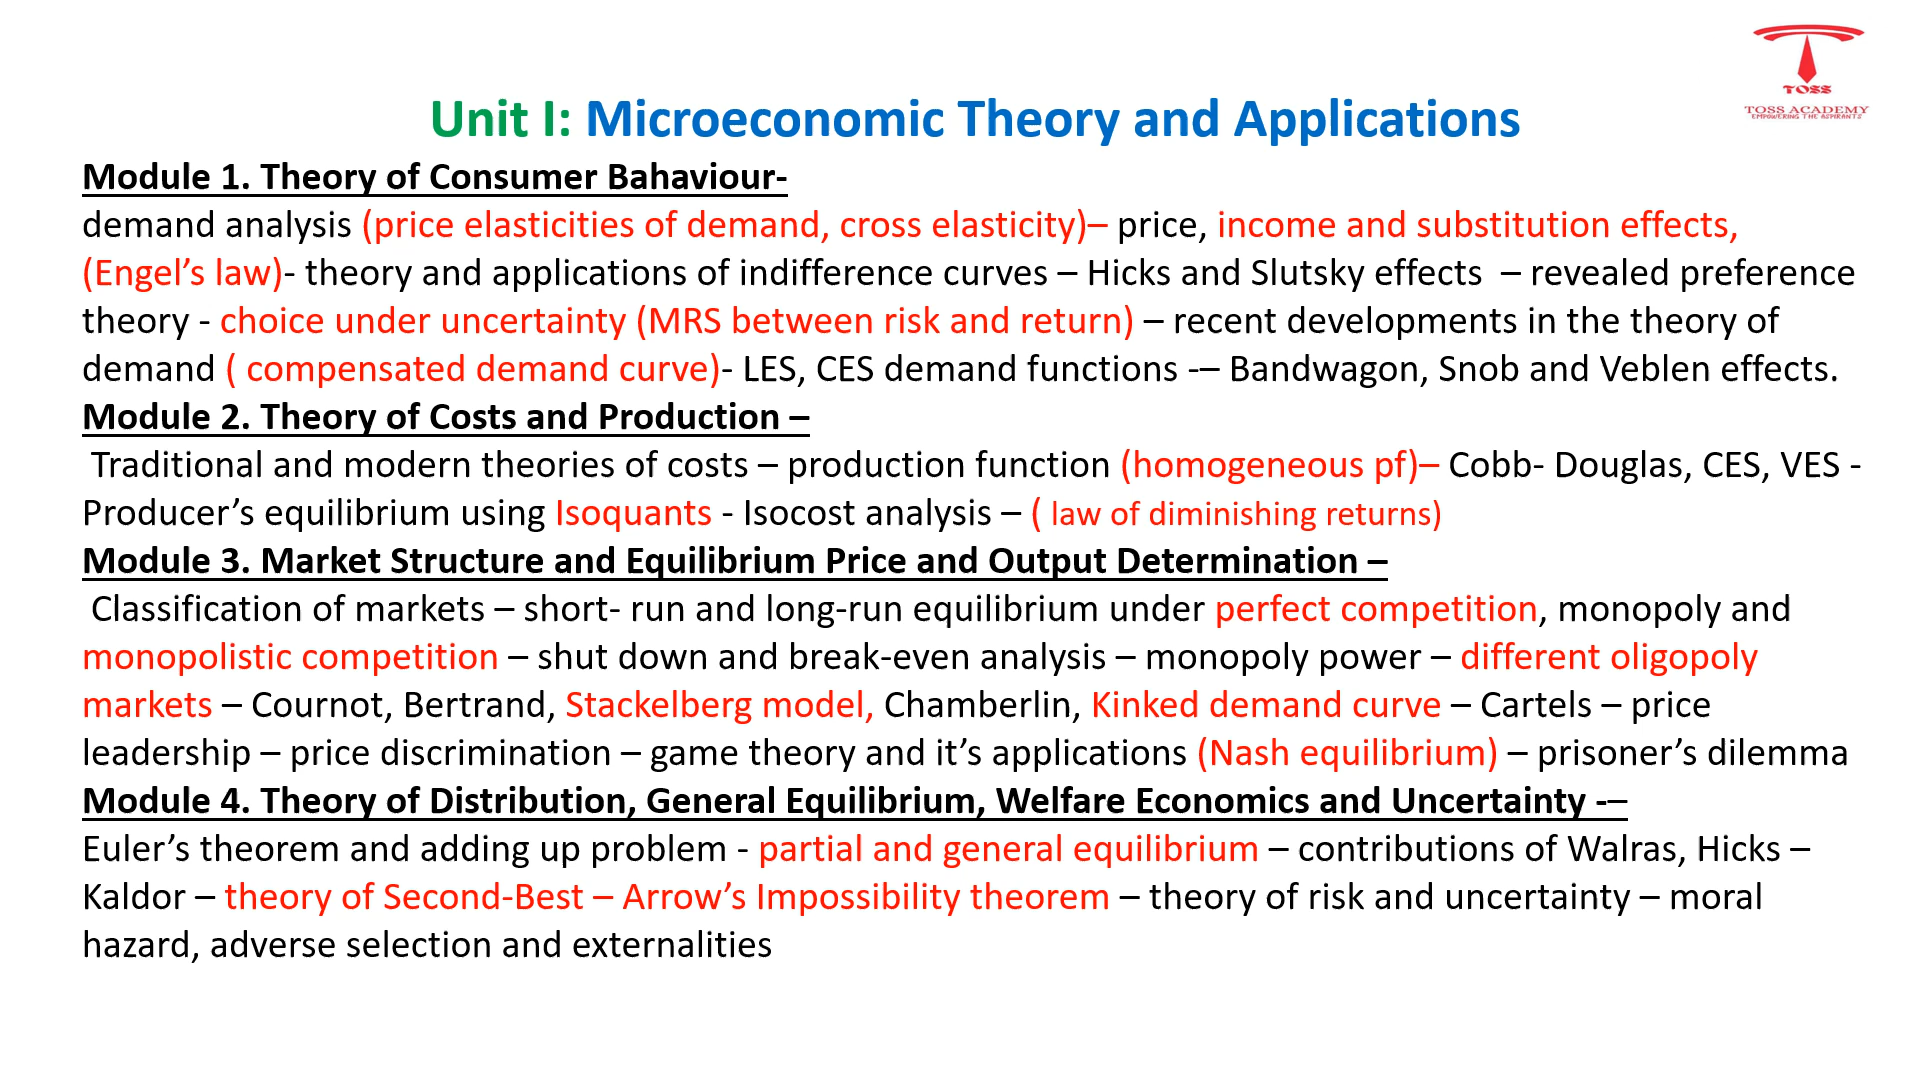 TOSS
TOSS ACADEMY
EMPOWERING THE ASPIRANTS
Unit I: Microeconomic Theory and Applications
Module 1. Theory of Consumer Bahaviour-
demand analysis (price elasticities of demand, cross elasticity)– price, income and substitution effects,
(Engel’s law)- theory and applications of indifference curves – Hicks and Slutsky effects – revealed preference
theory - choice under uncertainty (MRS between risk and return) – recent developments in the theory of
demand ( compensated demand curve)- LES, CES demand functions -– Bandwagon, Snob and Veblen effects.
Module 2. Theory of Costs and Production –
Traditional and modern theories of costs – production function (homogeneous pf)– Cobb- Douglas, CES, VES -
Producer’s equilibrium using Isoquants - Isocost analysis – ( law of diminishing returns)
Module 3. Market Structure and Equilibrium Price and Output Determination –
Classification of markets – short- run and long-run equilibrium under perfect competition, monopoly and
monopolistic competition – shut down and break-even analysis – monopoly power – different oligopoly
markets – Cournot, Bertrand, Stackelberg model, Chamberlin, Kinked demand curve – Cartels – price
leadership – price discrimination – game theory and it’s applications (Nash equilibrium) – prisoner’s dilemma
Module 4. Theory of Distribution, General Equilibrium, Welfare Economics and Uncertainty -–
Euler’s theorem and adding up problem - partial and general equilibrium – contributions of Walras, Hicks –
Kaldor – theory of Second-Best – Arrow’s Impossibility theorem – theory of risk and uncertainty – moral
hazard, adverse selection and externalities